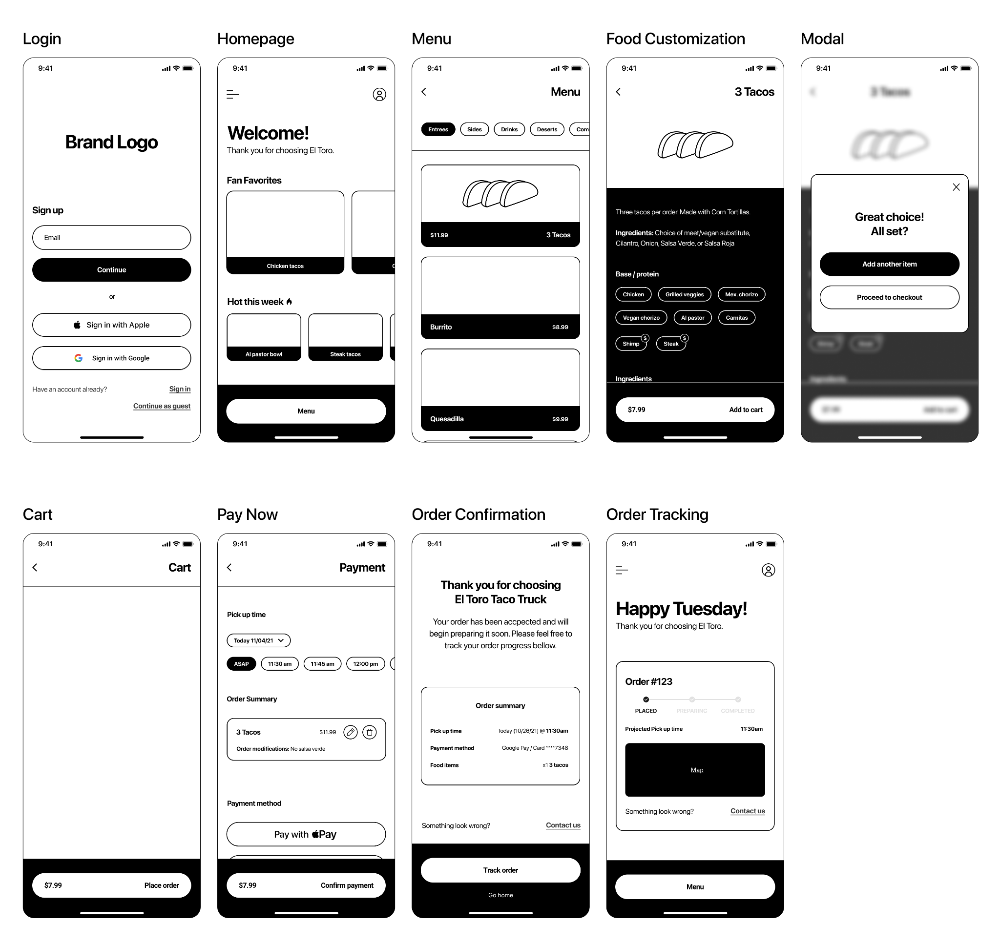 Login
9:41
Brand Logo
Sign up
Email
Continue
or
Sign in with Apple
Sign in with Google
Have an account already? Sign in
Continue as guest
Homepage
9:41
Welcome!
Thank you for choosing El Toro.
Fan Favorites
Chicken tacos
C
Hot this week
Al pastor bowl
Steak tacos
Menu
Menu
9:41
Menu
Entrees
Sides
Drinks
Deserts
Com
$11.99 3 Tacos
Burrito $8.99
Quesadilla $9.99
Food Customization
9:41
3 Tacos
Three tacos per order. Made with Corn Tortillas.
Ingredients: Choice of meet/vegan substitute,
Cilantro, Onion, Salsa Verde, or Salsa Roja
Base / protein
Chicken
Grilled veggies
Mex. chorizo
Vegan chorizo
Al pastor
Carnitas
Shimp $
Steak $
Ingredients
$7.99 Add to cart
Modal
9:41
3 Tacos
Great choice!
All set?
Add another item
Proceed to checkout
Shimp
Steak
Ingredients
$7.99 Add to cart
Cart
9:41
Cart
$7.99 Place order
Pay Now
9:41
Payment
Pick up time
Today 11/04/21
ASAP
11:30 am
11:45 am
12:00 pm
Order Summary
3 Tacos $11.99
Order modifications: No salsa verde
Payment method
Pay with Pay
$7.99 Confirm payment
Order Confirmation
9:41
Thank you for choosing
El Toro Taco Truck
Your order has been accpected and will
begin preparing it soon. Please feel free to
track your order progress bellow.
Order summary
Pick up time Today (10/26/21) @ 11:30am
Payment method Google Pay / Card ****7348
Food items x1 3 tacos
Something look wrong? Contact us
Track order
Go home
Order Tracking
9:41
Happy Tuesday!
Thank you for choosing El Toro.
Order #123
PLACED
PREPARING
COMPLETED
Projected Pick up time 11:30am
Map
Something look wrong? Contact us
Menu